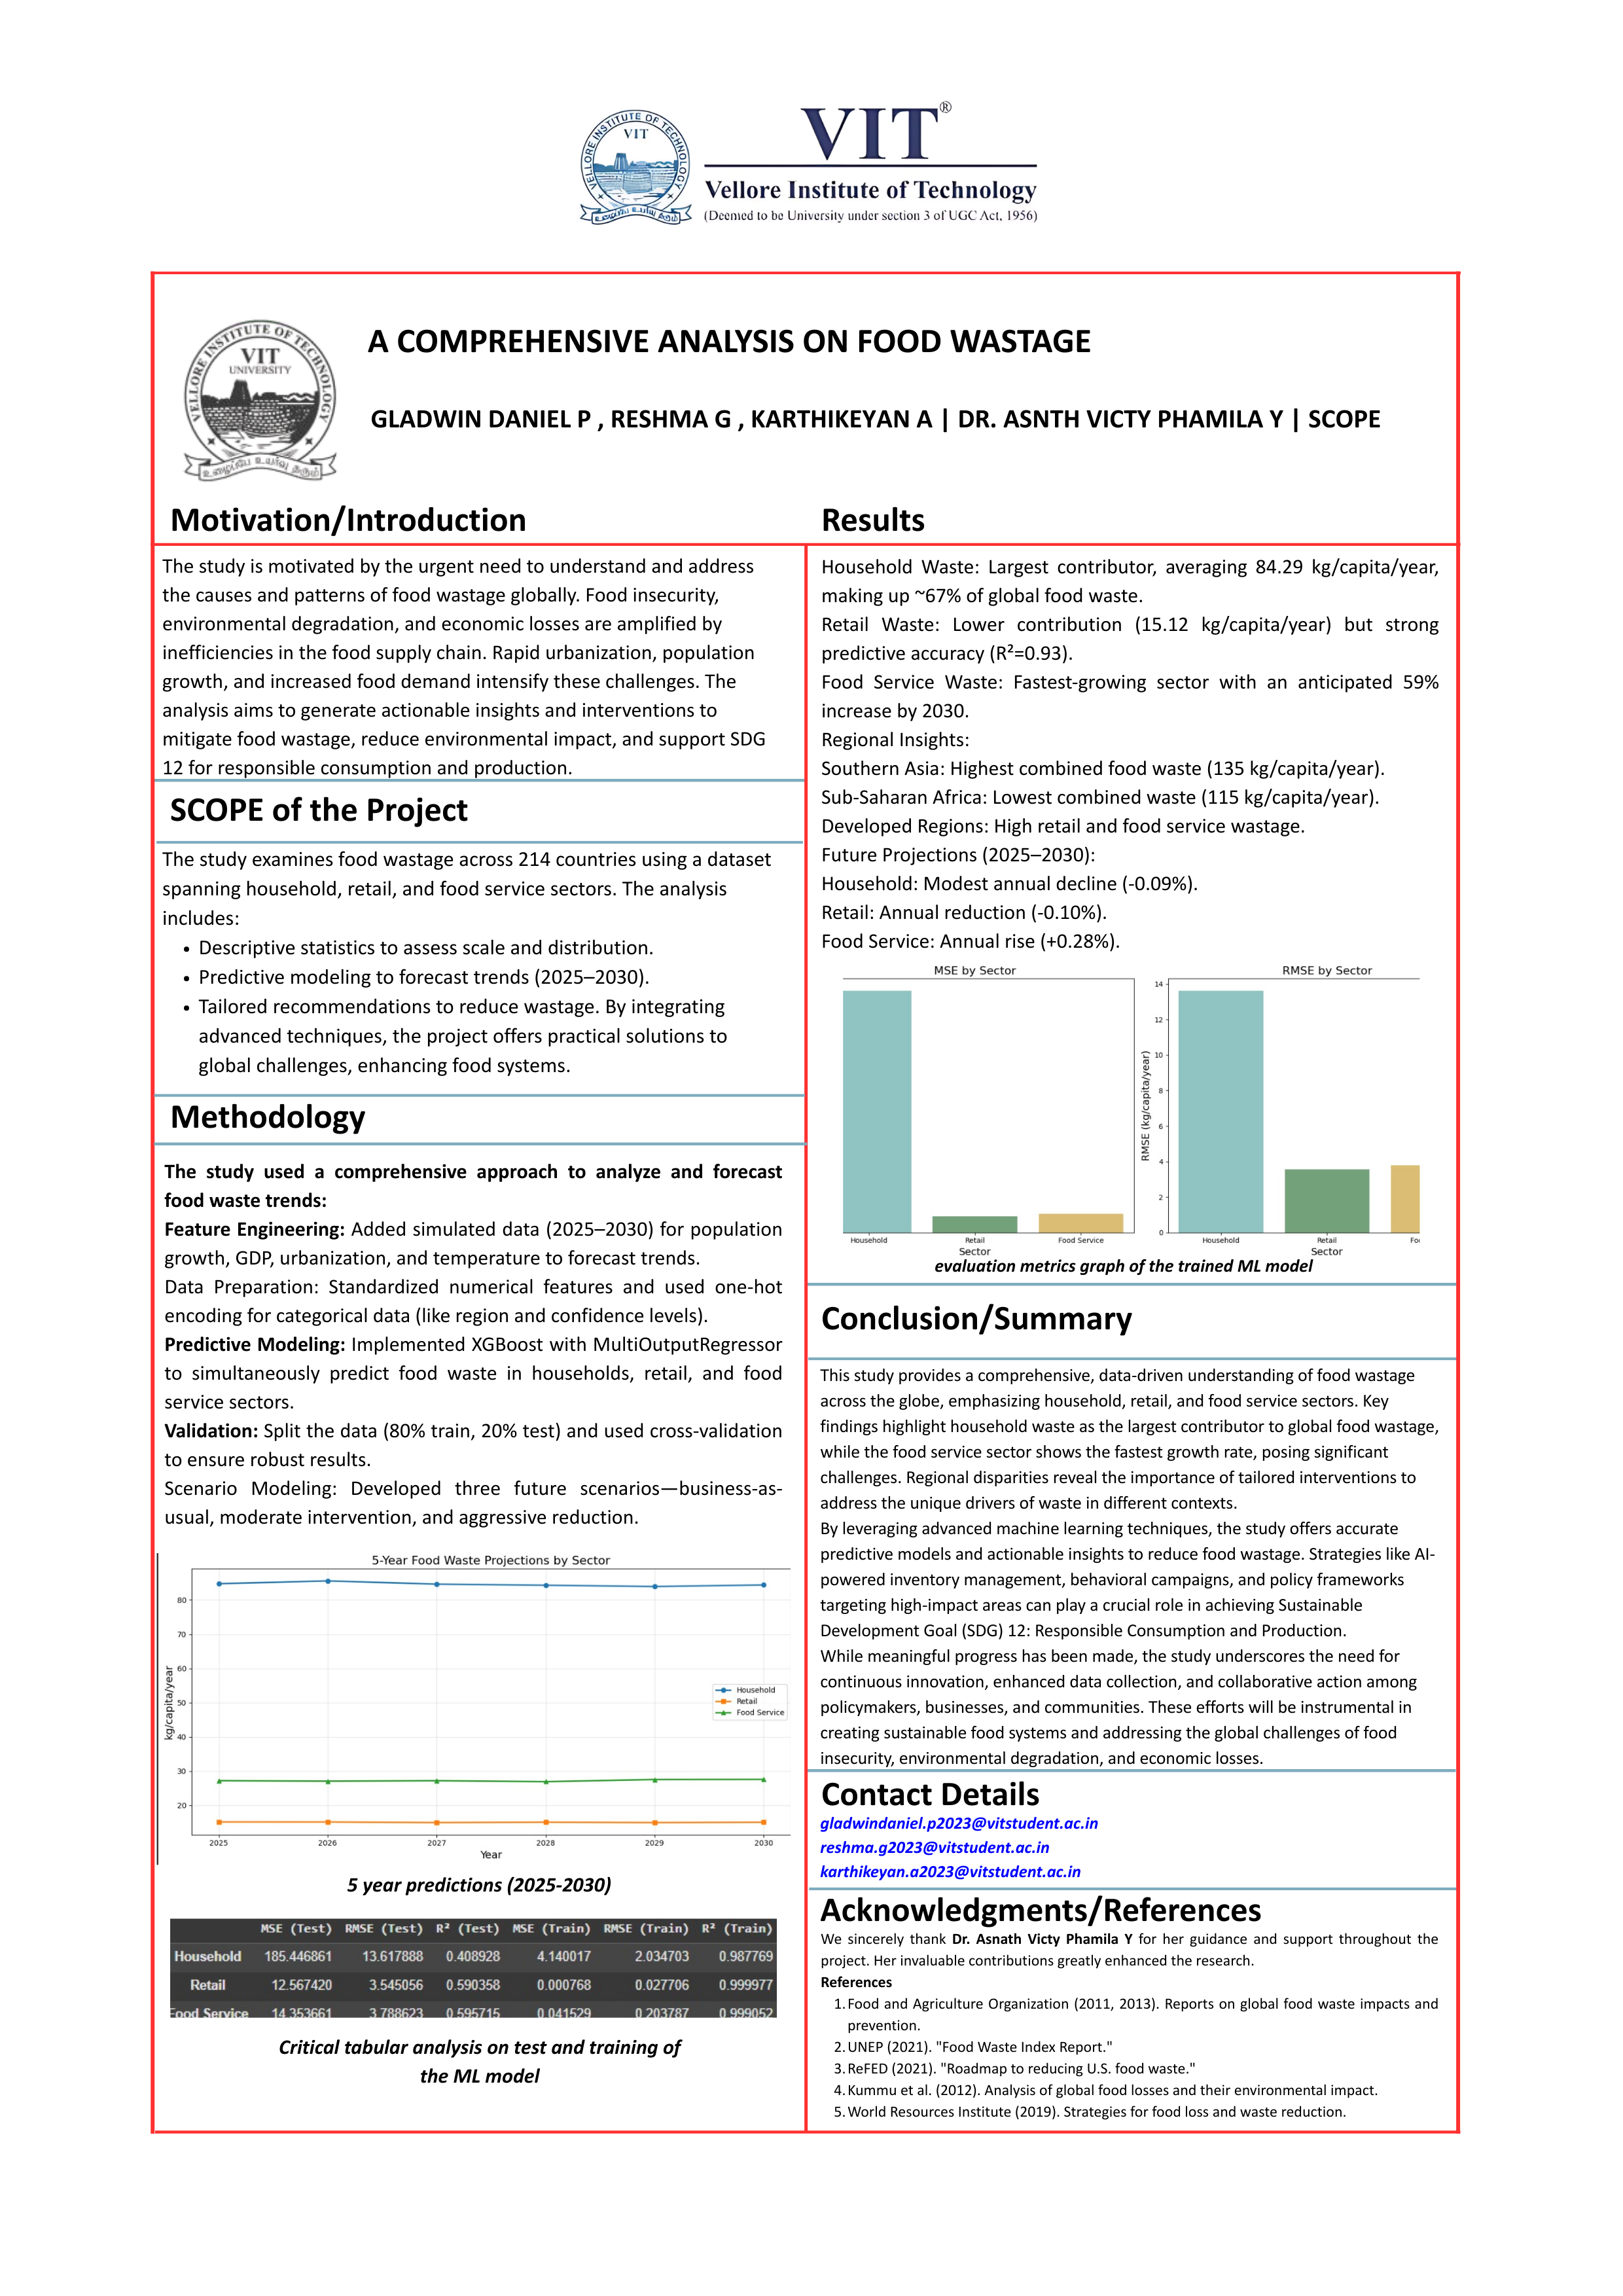 VELLORE INSTITUTE OF TECHNOLOGY
VIT
VIT®
Vellore Institute of Technology
(Deemed to be University under section 3 of UGC Act, 1956)
VELLORE INSTITUTE OF TECHNOLOGY
VIT
UNIVERSITY
A COMPREHENSIVE ANALYSIS ON FOOD WASTAGE
GLADWIN DANIEL P , RESHMA G , KARTHIKEYAN A | DR. ASNTH VICTY PHAMILA Y | SCOPE
Motivation/Introduction
The study is motivated by the urgent need to understand and address
the causes and patterns of food wastage globally. Food insecurity,
environmental degradation, and economic losses are amplified by
inefficiencies in the food supply chain. Rapid urbanization, population
growth, and increased food demand intensify these challenges. The
analysis aims to generate actionable insights and interventions to
mitigate food wastage, reduce environmental impact, and support SDG
12 for responsible consumption and production.
SCOPE of the Project
The study examines food wastage across 214 countries using a dataset
spanning household, retail, and food service sectors. The analysis
includes:
• Descriptive statistics to assess scale and distribution.
• Predictive modeling to forecast trends (2025–2030).
• Tailored recommendations to reduce wastage. By integrating
advanced techniques, the project offers practical solutions to
global challenges, enhancing food systems.
Methodology
The study used a comprehensive approach to analyze and forecast
food waste trends:
Feature Engineering: Added simulated data (2025–2030) for population
growth, GDP, urbanization, and temperature to forecast trends.
Data Preparation: Standardized numerical features and used one-hot
encoding for categorical data (like region and confidence levels).
Predictive Modeling: Implemented XGBoost with MultiOutputRegressor
to simultaneously predict food waste in households, retail, and food
service sectors.
Validation: Split the data (80% train, 20% test) and used cross-validation
to ensure robust results.
Scenario Modeling: Developed three future scenarios—business-as-
usual, moderate intervention, and aggressive reduction.
5-Year Food Waste Projections by Sector
80
70
60
50
40
30
20
kg/capita/year
Household
Retail
Food Service
2025 2026 2027 2028 2029 2030
Year
5 year predictions (2025-2030)
MSE (Test) RMSE (Test) R² (Test) MSE (Train) RMSE (Train) R² (Train)
Household 185.446861 13.617888 0.408928 4.140017 2.034703 0.987769
Retail 12.567420 3.545056 0.590358 0.000768 0.027706 0.999977
Food Service 14.353661 3.788623 0.595715 0.041529 0.203787 0.999052
Critical tabular analysis on test and training of
the ML model
Results
Household Waste: Largest contributor, averaging 84.29 kg/capita/year,
making up ~67% of global food waste.
Retail Waste: Lower contribution (15.12 kg/capita/year) but strong
predictive accuracy (R²=0.93).
Food Service Waste: Fastest-growing sector with an anticipated 59%
increase by 2030.
Regional Insights:
Southern Asia: Highest combined food waste (135 kg/capita/year).
Sub-Saharan Africa: Lowest combined waste (115 kg/capita/year).
Developed Regions: High retail and food service wastage.
Future Projections (2025–2030):
Household: Modest annual decline (-0.09%).
Retail: Annual reduction (-0.10%).
Food Service: Annual rise (+0.28%).
MSE by Sector
Household Retail Food Service
Sector
RMSE by Sector
14
12
10
8
6
4
2
0
RMSE (kg/capita/year)
Household Retail Fo
Sector
evaluation metrics graph of the trained ML model
Conclusion/Summary
This study provides a comprehensive, data-driven understanding of food wastage
across the globe, emphasizing household, retail, and food service sectors. Key
findings highlight household waste as the largest contributor to global food wastage,
while the food service sector shows the fastest growth rate, posing significant
challenges. Regional disparities reveal the importance of tailored interventions to
address the unique drivers of waste in different contexts.
By leveraging advanced machine learning techniques, the study offers accurate
predictive models and actionable insights to reduce food wastage. Strategies like AI-
powered inventory management, behavioral campaigns, and policy frameworks
targeting high-impact areas can play a crucial role in achieving Sustainable
Development Goal (SDG) 12: Responsible Consumption and Production.
While meaningful progress has been made, the study underscores the need for
continuous innovation, enhanced data collection, and collaborative action among
policymakers, businesses, and communities. These efforts will be instrumental in
creating sustainable food systems and addressing the global challenges of food
insecurity, environmental degradation, and economic losses.
Contact Details
gladwindaniel.p2023@vitstudent.ac.in
reshma.g2023@vitstudent.ac.in
karthikeyan.a2023@vitstudent.ac.in
Acknowledgments/References
We sincerely thank Dr. Asnath Victy Phamila Y for her guidance and support throughout the
project. Her invaluable contributions greatly enhanced the research.
References
1. Food and Agriculture Organization (2011, 2013). Reports on global food waste impacts and
prevention.
2. UNEP (2021). "Food Waste Index Report."
3. ReFED (2021). "Roadmap to reducing U.S. food waste."
4. Kummu et al. (2012). Analysis of global food losses and their environmental impact.
5. World Resources Institute (2019). Strategies for food loss and waste reduction.